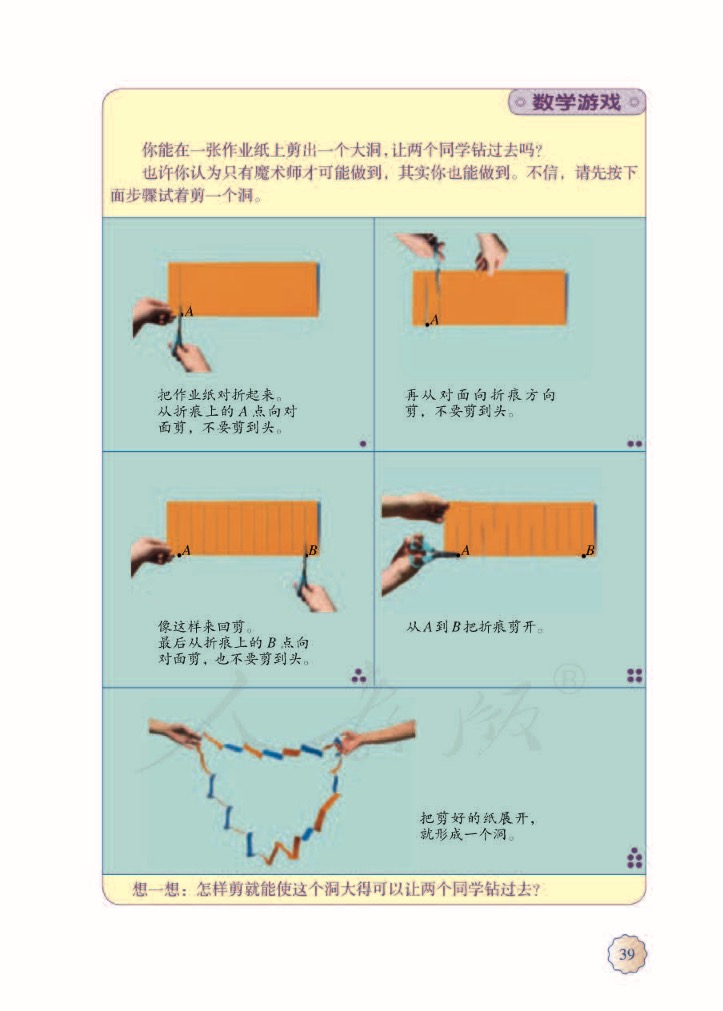 数学游戏
你能在一张作业纸上剪出一个大洞，让两个同学钻过去吗？
也许你认为只有魔术师才可能做到，其实你也能做到。不信，请先按下
面步骤试着剪一个洞。
A
把作业纸对折起来。
从折痕上的A点向对
面剪，不要剪到头。
A
再从对面向折痕方向
剪，不要剪到头。
A B
像这样来回剪。
最后从折痕上的B点向
对面剪，也不要剪到头。
A B
从A到B把折痕剪开。
人教版®
把剪好的纸展开，
就形成一个洞。
想一想：怎样剪就能使这个洞大得可以让两个同学钻过去？
39